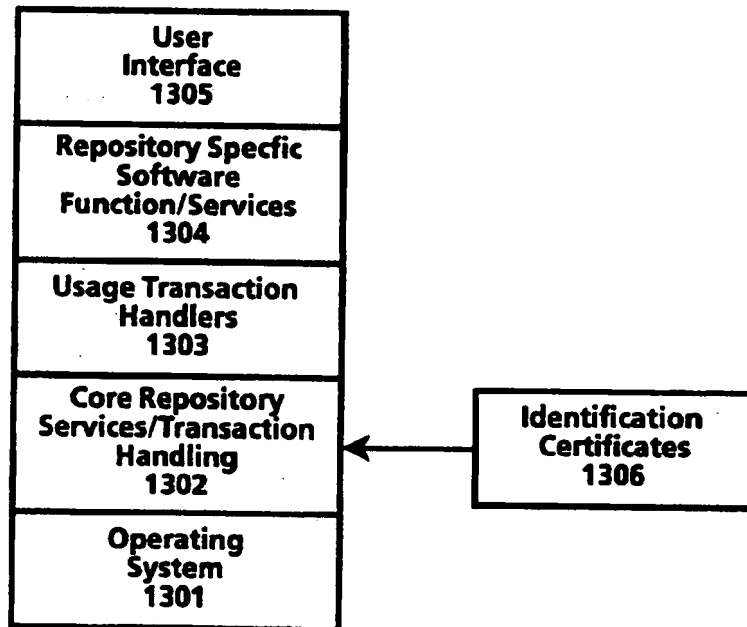 User
Interface
1305
Repository Specfic
Software
Function/Services
1304
Usage Transaction
Handlers
1303
Core Repository
Services/Transaction
Handling
1302
Operating
System
1301
Identification
Certificates
1306